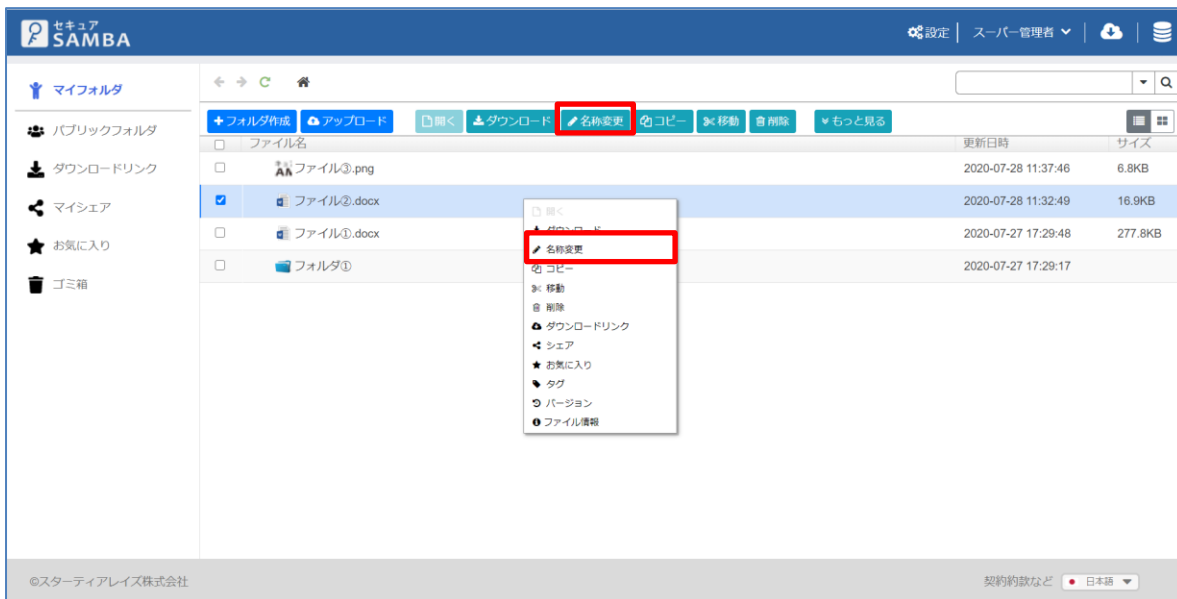 セキュア
SAMBA
設定 スーパー管理者
マイフォルダ
パブリックフォルダ
ダウンロードリンク
マイシェア
お気に入り
ゴミ箱
フォルダ作成 アップロード 開く ダウンロード 名称変更 コピー 移動 削除 もっと見る
ファイル名 更新日時 サイズ
ファイル③.png 2020-07-28 11:37:46 6.8KB
ファイル②.docx 2020-07-28 11:32:49 16.9KB
ファイル①.docx 2020-07-27 17:29:48 277.8KB
フォルダ① 2020-07-27 17:29:17
開く
ダウンロード
名称変更
コピー
移動
削除
ダウンロードリンク
シェア
お気に入り
タグ
バージョン
ファイル情報
©スターティアレイズ株式会社 契約約款など 日本語